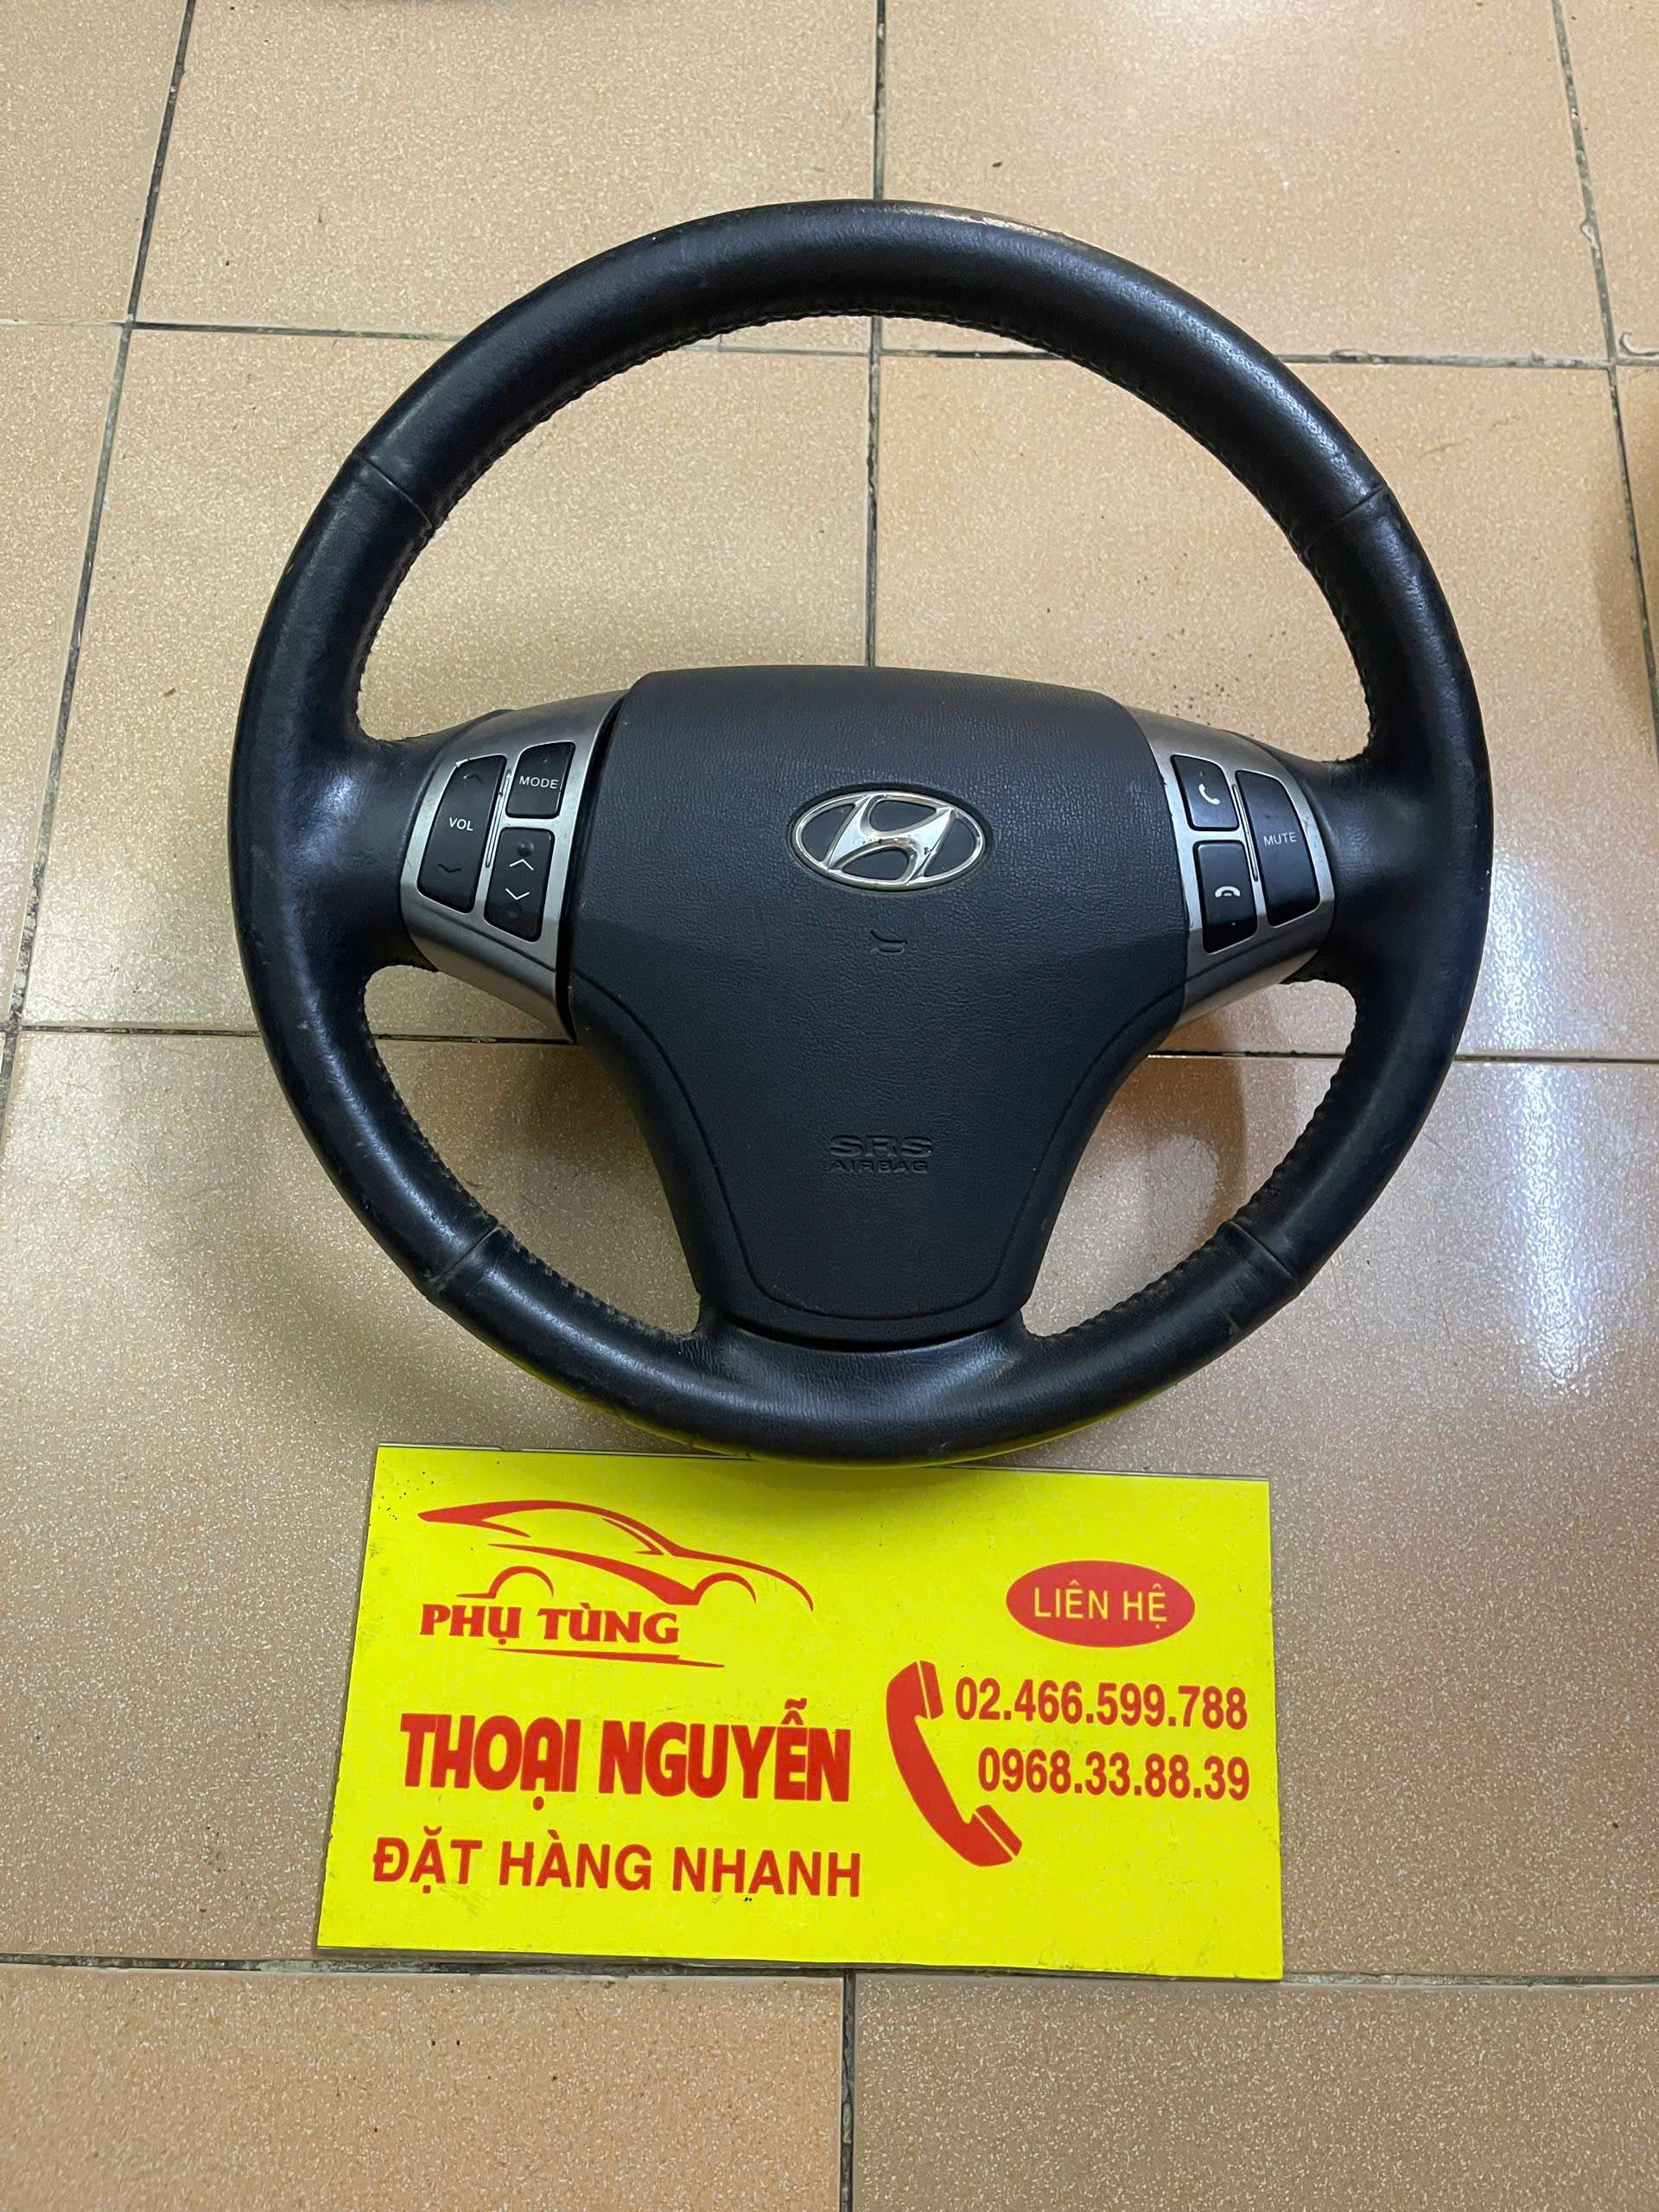 MODE
VOL
MUTE
SRS
AIRBAG
PHỤ TÙNG
LIÊN HỆ
02.466.599.788
THOẠI NGUYỄN
0968.33.88.39
ĐẶT HÀNG NHANH